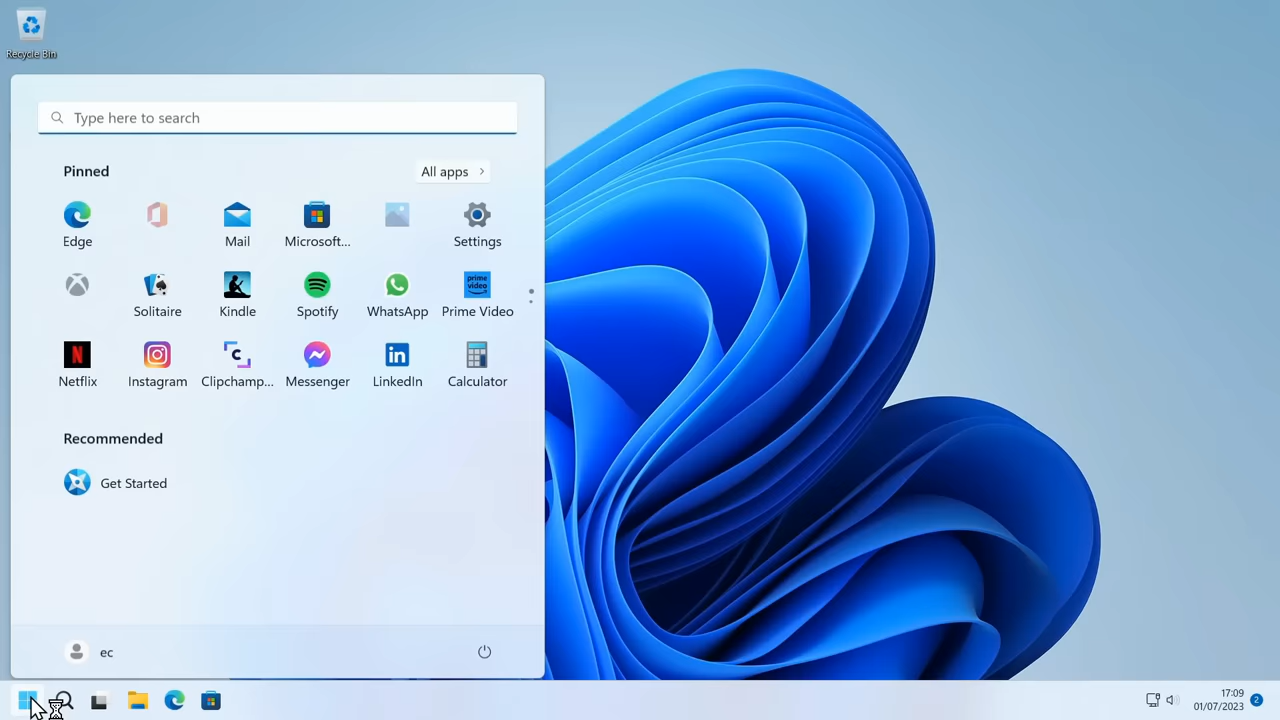 Recycle Bin
Type here to search
Pinned
All apps
Edge
Mail
Microsoft...
Settings
Solitaire
Kindle
Spotify
WhatsApp
prime video
Prime Video
Netflix
Instagram
Clipchamp...
Messenger
LinkedIn
Calculator
Recommended
Get Started
ec
17:09
01/07/2023
2